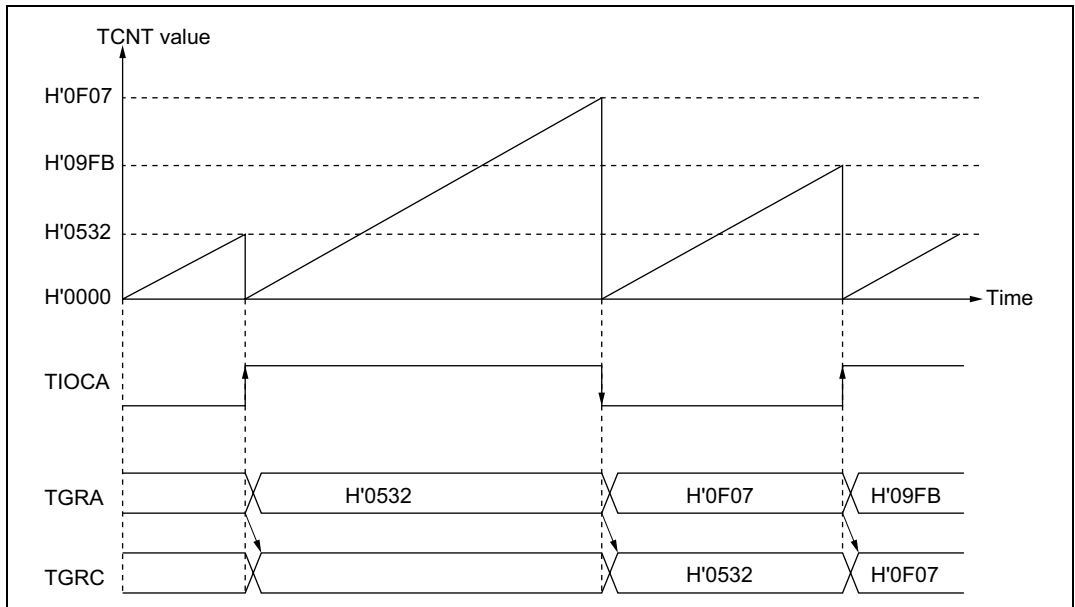 TCNT value
H'0F07
H'09FB
H'0532
H'0000
Time
TIOCA
TGRA
H'0532
H'0F07
H'09FB
TGRC
H'0532
H'0F07